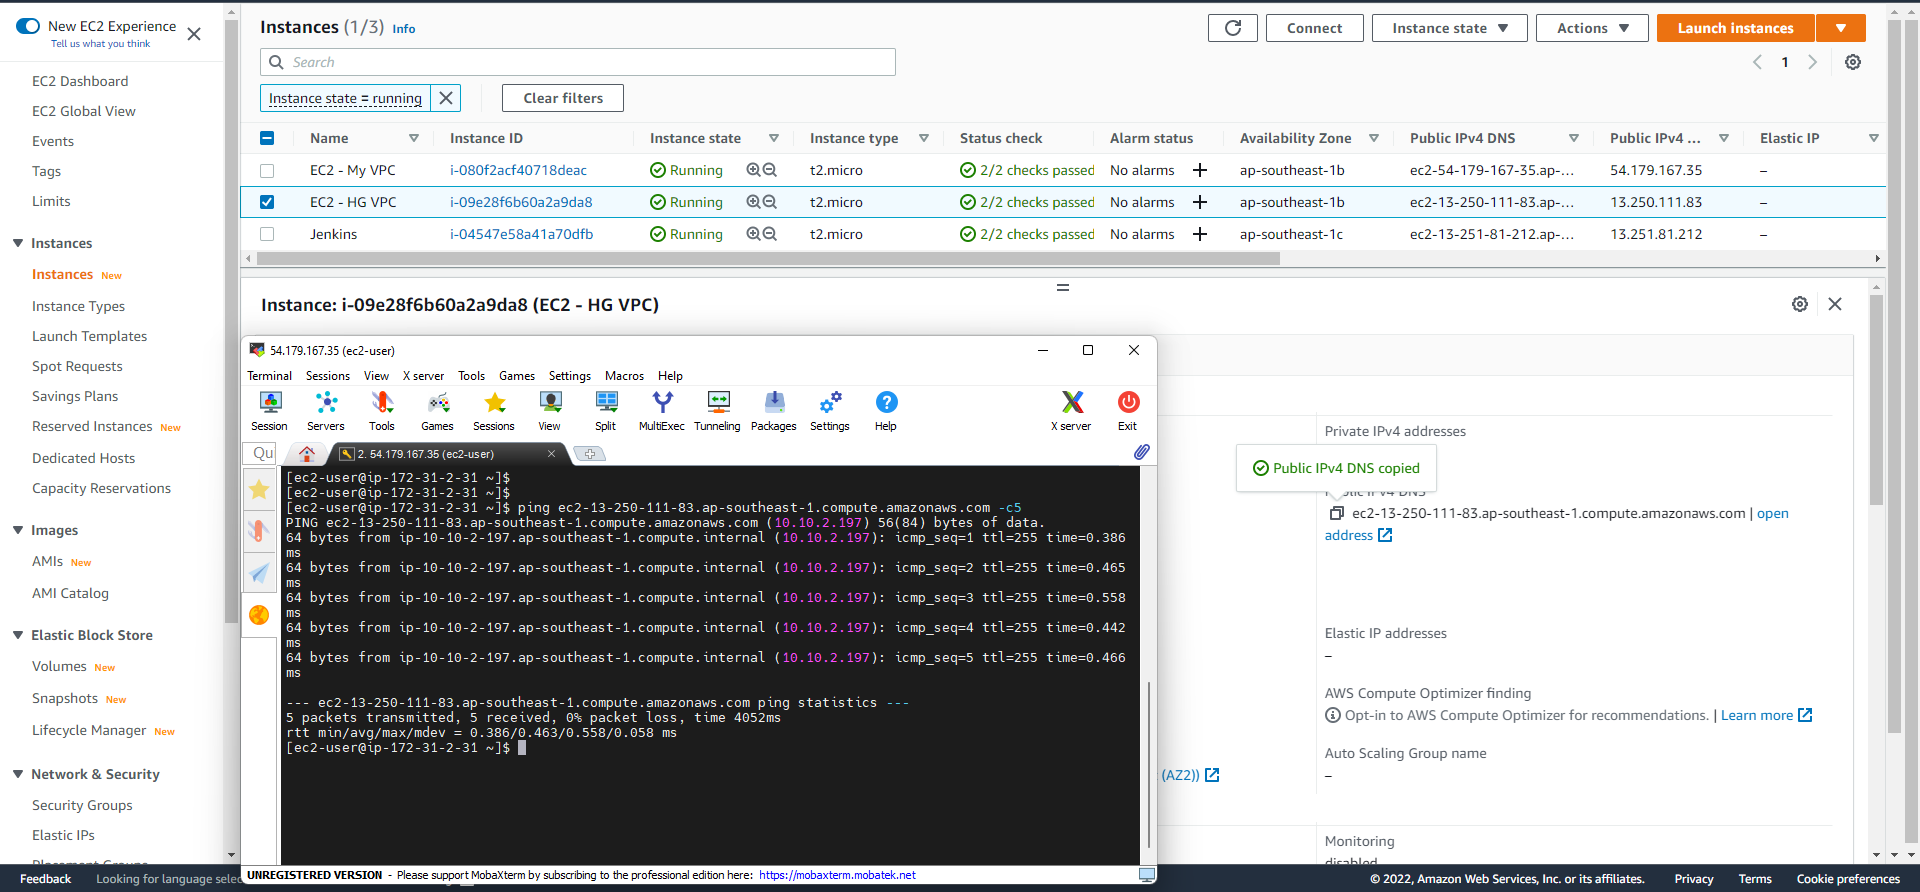 New EC2 Experience
Tell us what you think
EC2 Dashboard
EC2 Global View
Events
Tags
Limits
Instances
Instances New
Instance Types
Launch Templates
Spot Requests
Savings Plans
Reserved Instances New
Dedicated Hosts
Capacity Reservations
Images
AMIs New
AMI Catalog
Elastic Block Store
Volumes New
Snapshots New
Lifecycle Manager New
Network & Security
Security Groups
Elastic IPs
Placement Groups
Instances (1/3) Info
Connect
Instance state
Actions
Launch instances
Search
1
Instance state = running
Clear filters
Name Instance ID Instance state Instance type Status check Alarm status Availability Zone Public IPv4 DNS Public IPv4 ... Elastic IP
EC2 - My VPC i-080f2acf40718deac Running t2.micro 2/2 checks passed No alarms + ap-southeast-1b ec2-54-179-167-35.ap-... 54.179.167.35 –
EC2 - HG VPC i-09e28f6b60a2a9da8 Running t2.micro 2/2 checks passed No alarms + ap-southeast-1b ec2-13-250-111-83.ap-... 13.250.111.83 –
Jenkins i-04547e58a41a70dfb Running t2.micro 2/2 checks passed No alarms + ap-southeast-1c ec2-13-251-81-212.ap-... 13.251.81.212 –
Instance: i-09e28f6b60a2a9da8 (EC2 - HG VPC)
54.179.167.35 (ec2-user)
Terminal Sessions View X server Tools Games Settings Macros Help
Session Servers Tools Games Sessions View Split MultiExec Tunneling Packages Settings Help X server Exit
Qui
2. 54.179.167.35 (ec2-user)
[ec2-user@ip-172-31-2-31 ~]$
[ec2-user@ip-172-31-2-31 ~]$
[ec2-user@ip-172-31-2-31 ~]$ ping ec2-13-250-111-83.ap-southeast-1.compute.amazonaws.com -c5
PING ec2-13-250-111-83.ap-southeast-1.compute.amazonaws.com (10.10.2.197) 56(84) bytes of data.
64 bytes from ip-10-10-2-197.ap-southeast-1.compute.internal (10.10.2.197): icmp_seq=1 ttl=255 time=0.386
ms
64 bytes from ip-10-10-2-197.ap-southeast-1.compute.internal (10.10.2.197): icmp_seq=2 ttl=255 time=0.465
ms
64 bytes from ip-10-10-2-197.ap-southeast-1.compute.internal (10.10.2.197): icmp_seq=3 ttl=255 time=0.558
ms
64 bytes from ip-10-10-2-197.ap-southeast-1.compute.internal (10.10.2.197): icmp_seq=4 ttl=255 time=0.442
ms
64 bytes from ip-10-10-2-197.ap-southeast-1.compute.internal (10.10.2.197): icmp_seq=5 ttl=255 time=0.466
ms
--- ec2-13-250-111-83.ap-southeast-1.compute.amazonaws.com ping statistics ---
5 packets transmitted, 5 received, 0% packet loss, time 4052ms
rtt min/avg/max/mdev = 0.386/0.463/0.558/0.058 ms
[ec2-user@ip-172-31-2-31 ~]$
UNREGISTERED VERSION - Please support MobaXterm by subscribing to the professional edition here: https://mobaxterm.mobatek.net
Private IPv4 addresses
Public IPv4 DNS copied
Public IPv4 DNS
ec2-13-250-111-83.ap-southeast-1.compute.amazonaws.com | open
address
Elastic IP addresses
–
AWS Compute Optimizer finding
Opt-in to AWS Compute Optimizer for recommendations. | Learn more
Auto Scaling Group name
–
(AZ2))
Monitoring
disabled
Feedback
Looking for language selec
© 2022, Amazon Web Services, Inc. or its affiliates.
Privacy
Terms
Cookie preferences